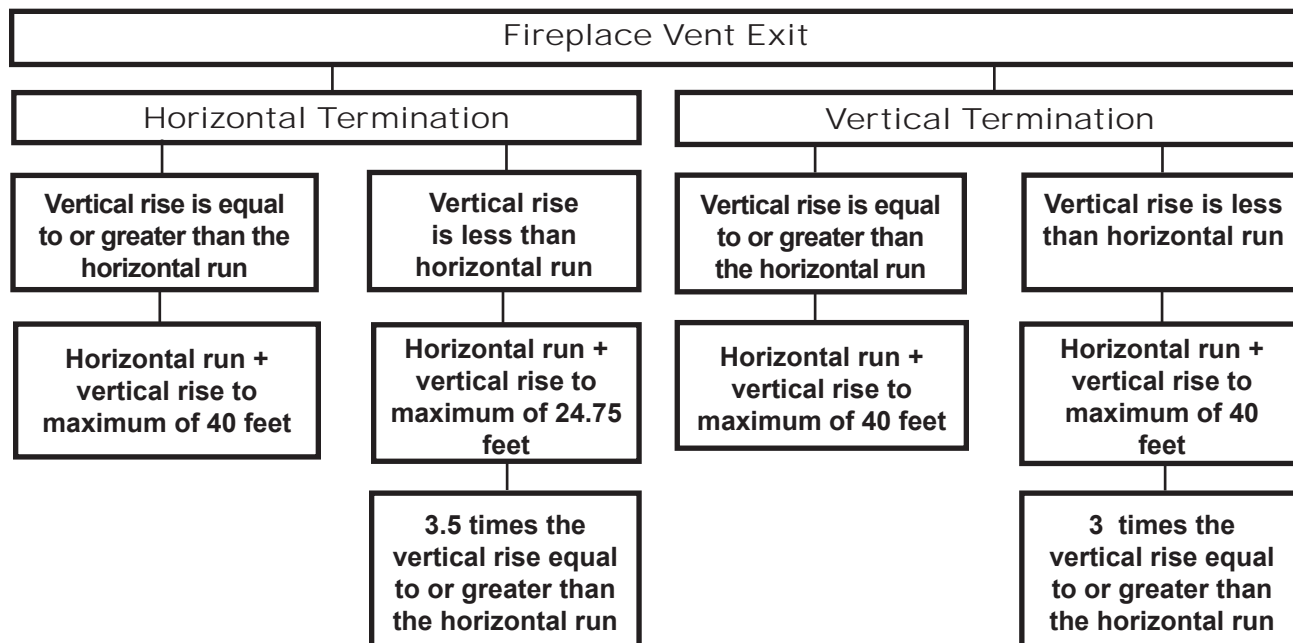 Fireplace Vent Exit
Horizontal Termination
Vertical Termination
Vertical rise is equal
to or greater than the
horizontal run
Vertical rise
is less than
horizontal run
Vertical rise is equal
to or greater than
the horizontal run
Vertical rise is less
than horizontal run
Horizontal run +
vertical rise to
maximum of 40 feet
Horizontal run +
vertical rise to
maximum of 24.75
feet
Horizontal run +
vertical rise to
maximum of 40 feet
Horizontal run +
vertical rise to
maximum of 40
feet
3.5 times the
vertical rise equal
to or greater than
the horizontal run
3 times the
vertical rise equal
to or greater than
the horizontal run